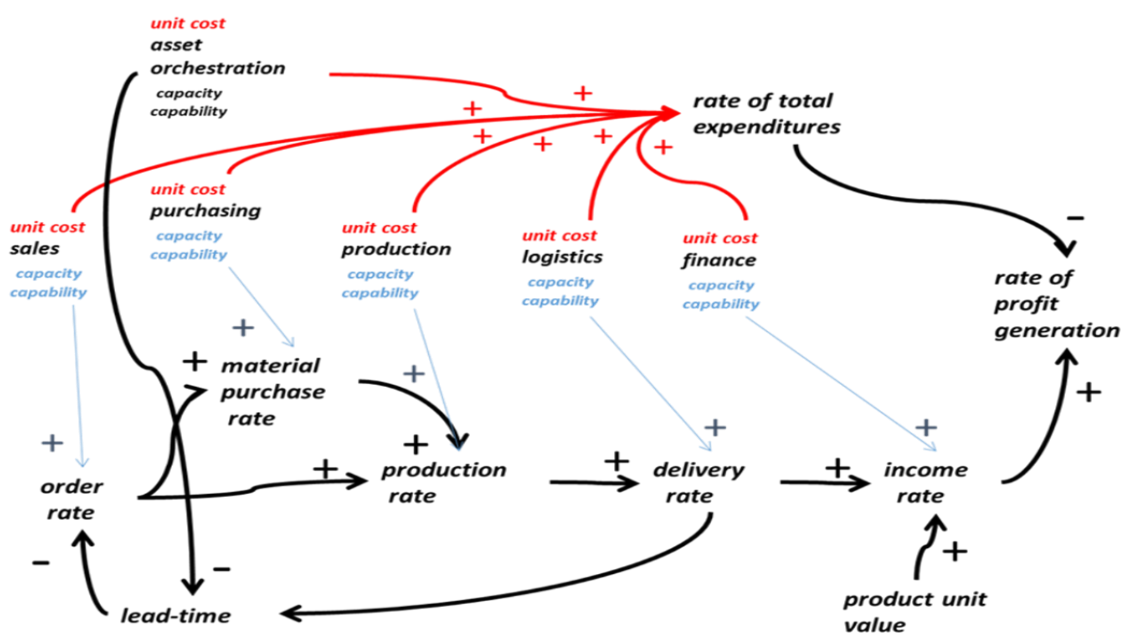 unit cost
asset
orchestration
capacity
capability
+
+
+
+
+
+
rate of total
expenditures
unit cost
purchasing
capacity
capability
unit cost
sales
capacity
capability
unit cost
production
capacity
capability
unit cost
logistics
capacity
capability
unit cost
finance
capacity
capability
−
rate of
profit
generation
+
+
+
material
purchase
rate
+
+
+
+
+
+
+
+
+
order
rate
production
rate
delivery
rate
income
rate
−
−
+
lead-time
product unit
value